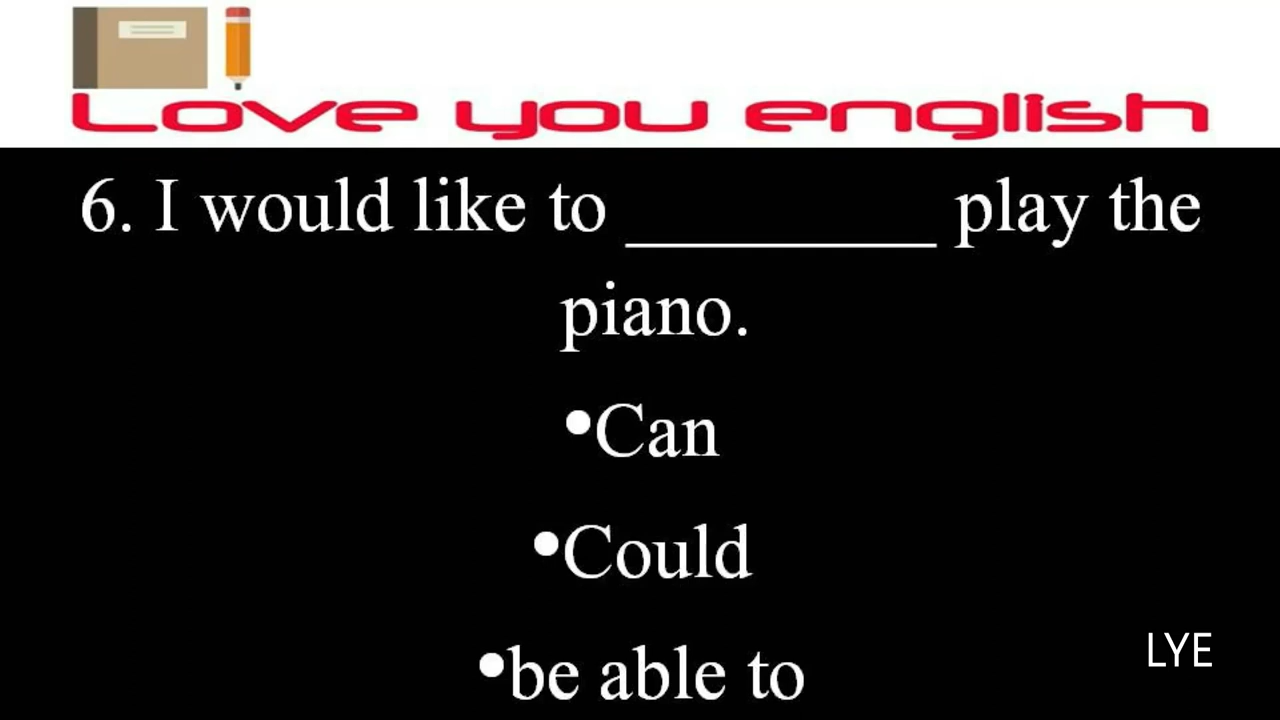 Love you english
6. I would like to _________ play the
piano.
•Can
•Could
•be able to
LYE